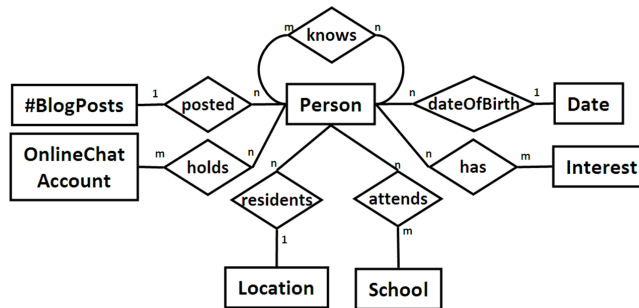 m
knows
n
#BlogPosts
1
posted
n
Person
n
dateOfBirth
1
Date
OnlineChat
Account
m
holds
n
n
has
m
Interest
n
residents
1
Location
n
attends
m
School